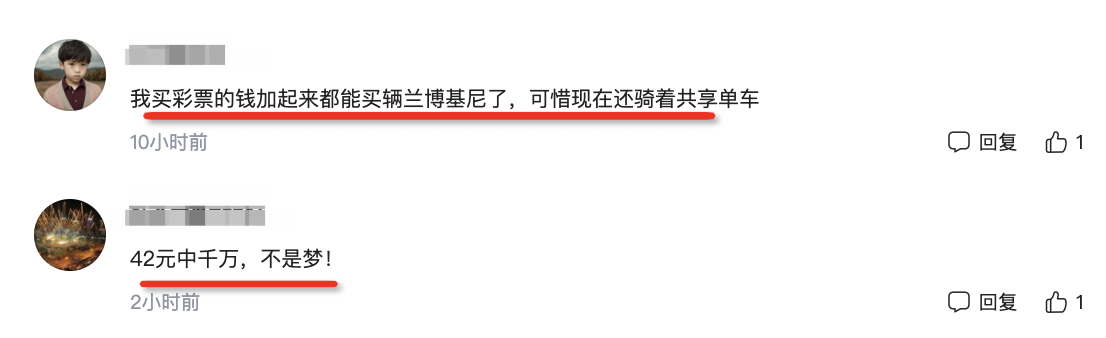 我买彩票的钱加起来都能买辆兰博基尼了，可惜现在还骑着共享单车
10小时前
回复 1
42元中千万，不是梦！
2小时前
回复 1